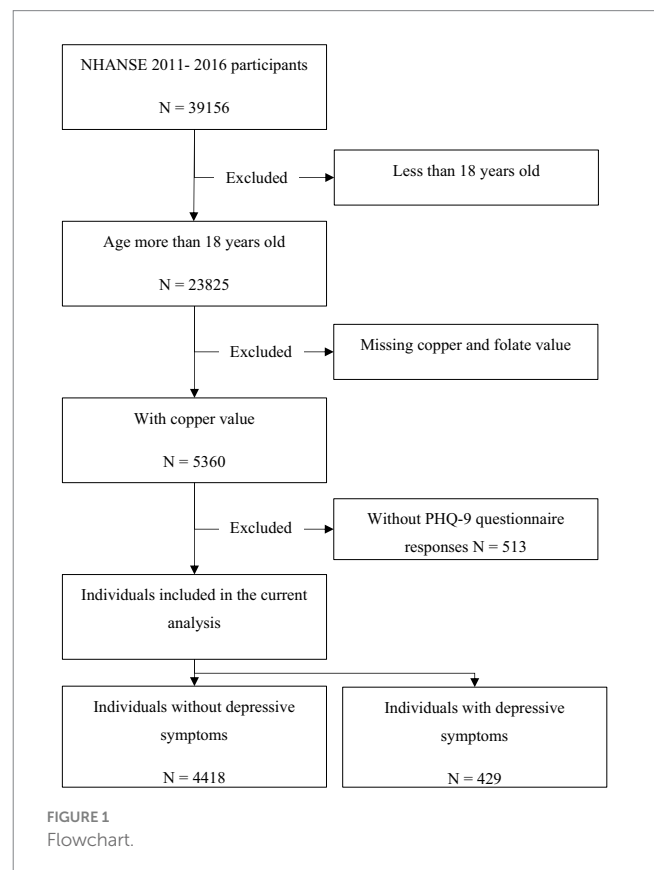 NHANSE 2011- 2016 participants
N = 39156
Excluded
Less than 18 years old
Age more than 18 years old
N = 23825
Excluded
Missing copper and folate value
With copper value
N = 5360
Excluded
Without PHQ-9 questionnaire
responses N = 513
Individuals included in the current
analysis
Individuals without depressive
symptoms
N = 4418
Individuals with depressive
symptoms
N = 429
FIGURE 1
Flowchart.